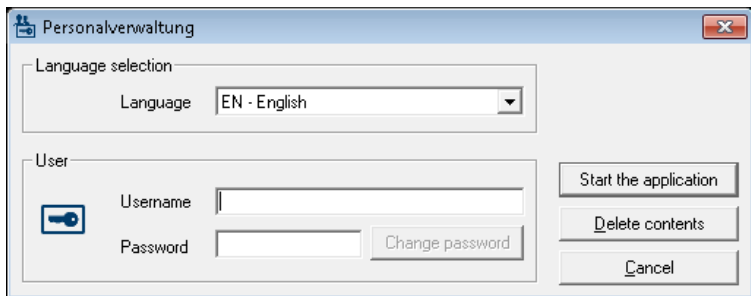 Personalverwaltung
Language selection
Language EN - English
User
Username
Password Change password
Start the application
Delete contents
Cancel